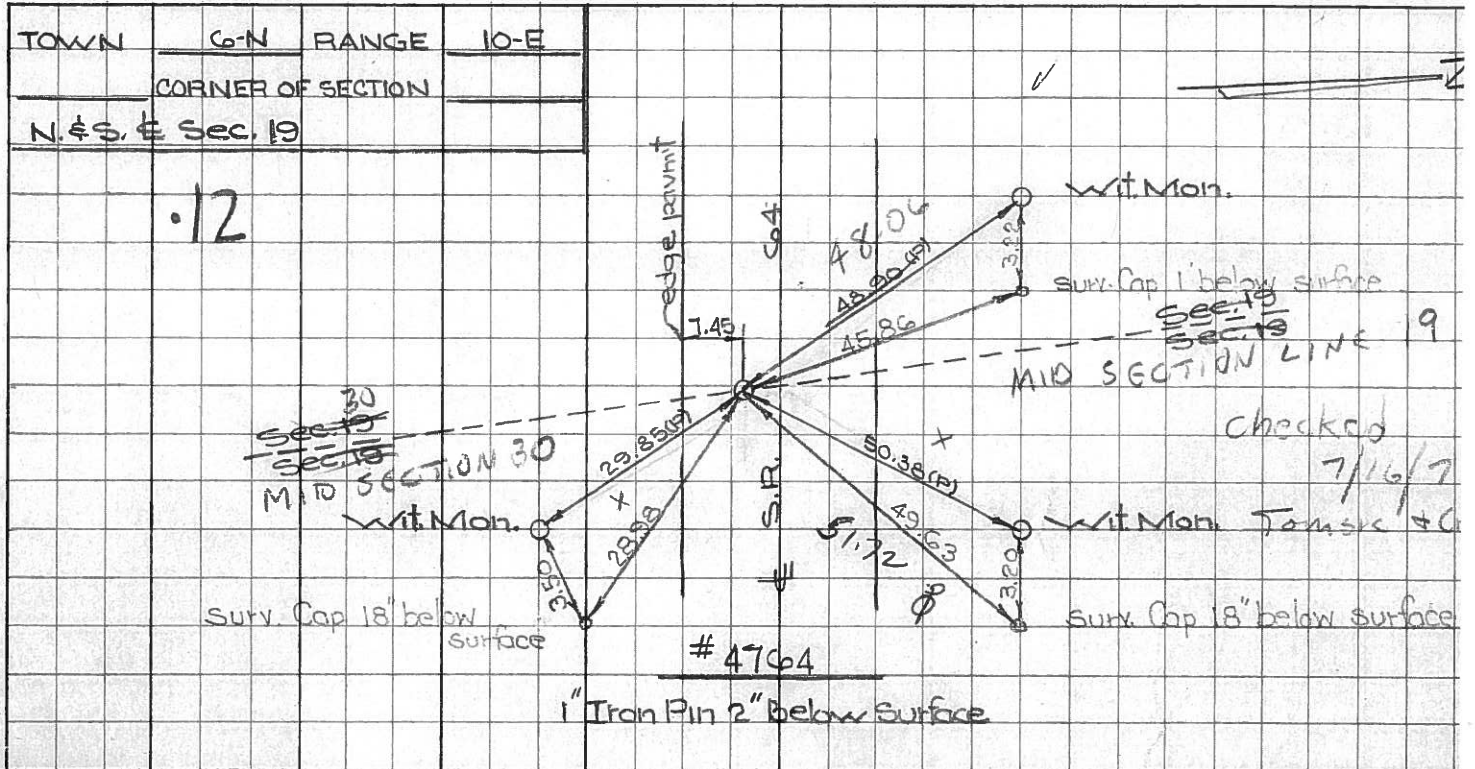 TOWN 6-N RANGE 10-E
CORNER OF SECTION
N. & S. ℄ Sec. 19
.12
edge pavmt
64
48.06
48.90(P)
Wit. Mon.
3.22
Surv. Cap 1' below surface
7.45
45.86
Sec. 19
Sec. 19
19
MID SECTION LINE
30
Sec. 19
Sec. 19
MID SECTION 30
29.85(P)
X
X
50.38(P)
Checked
7/16/7
Wit. Mon.
28.98
3.50
S.R.
℄
51.72
49.63
3.20
Wit. Mon. Tomsic & C
Surv. Cap 18" below
surface
Surv. Cap 18" below surface
# 4764
1" Iron Pin 2" Below Surface